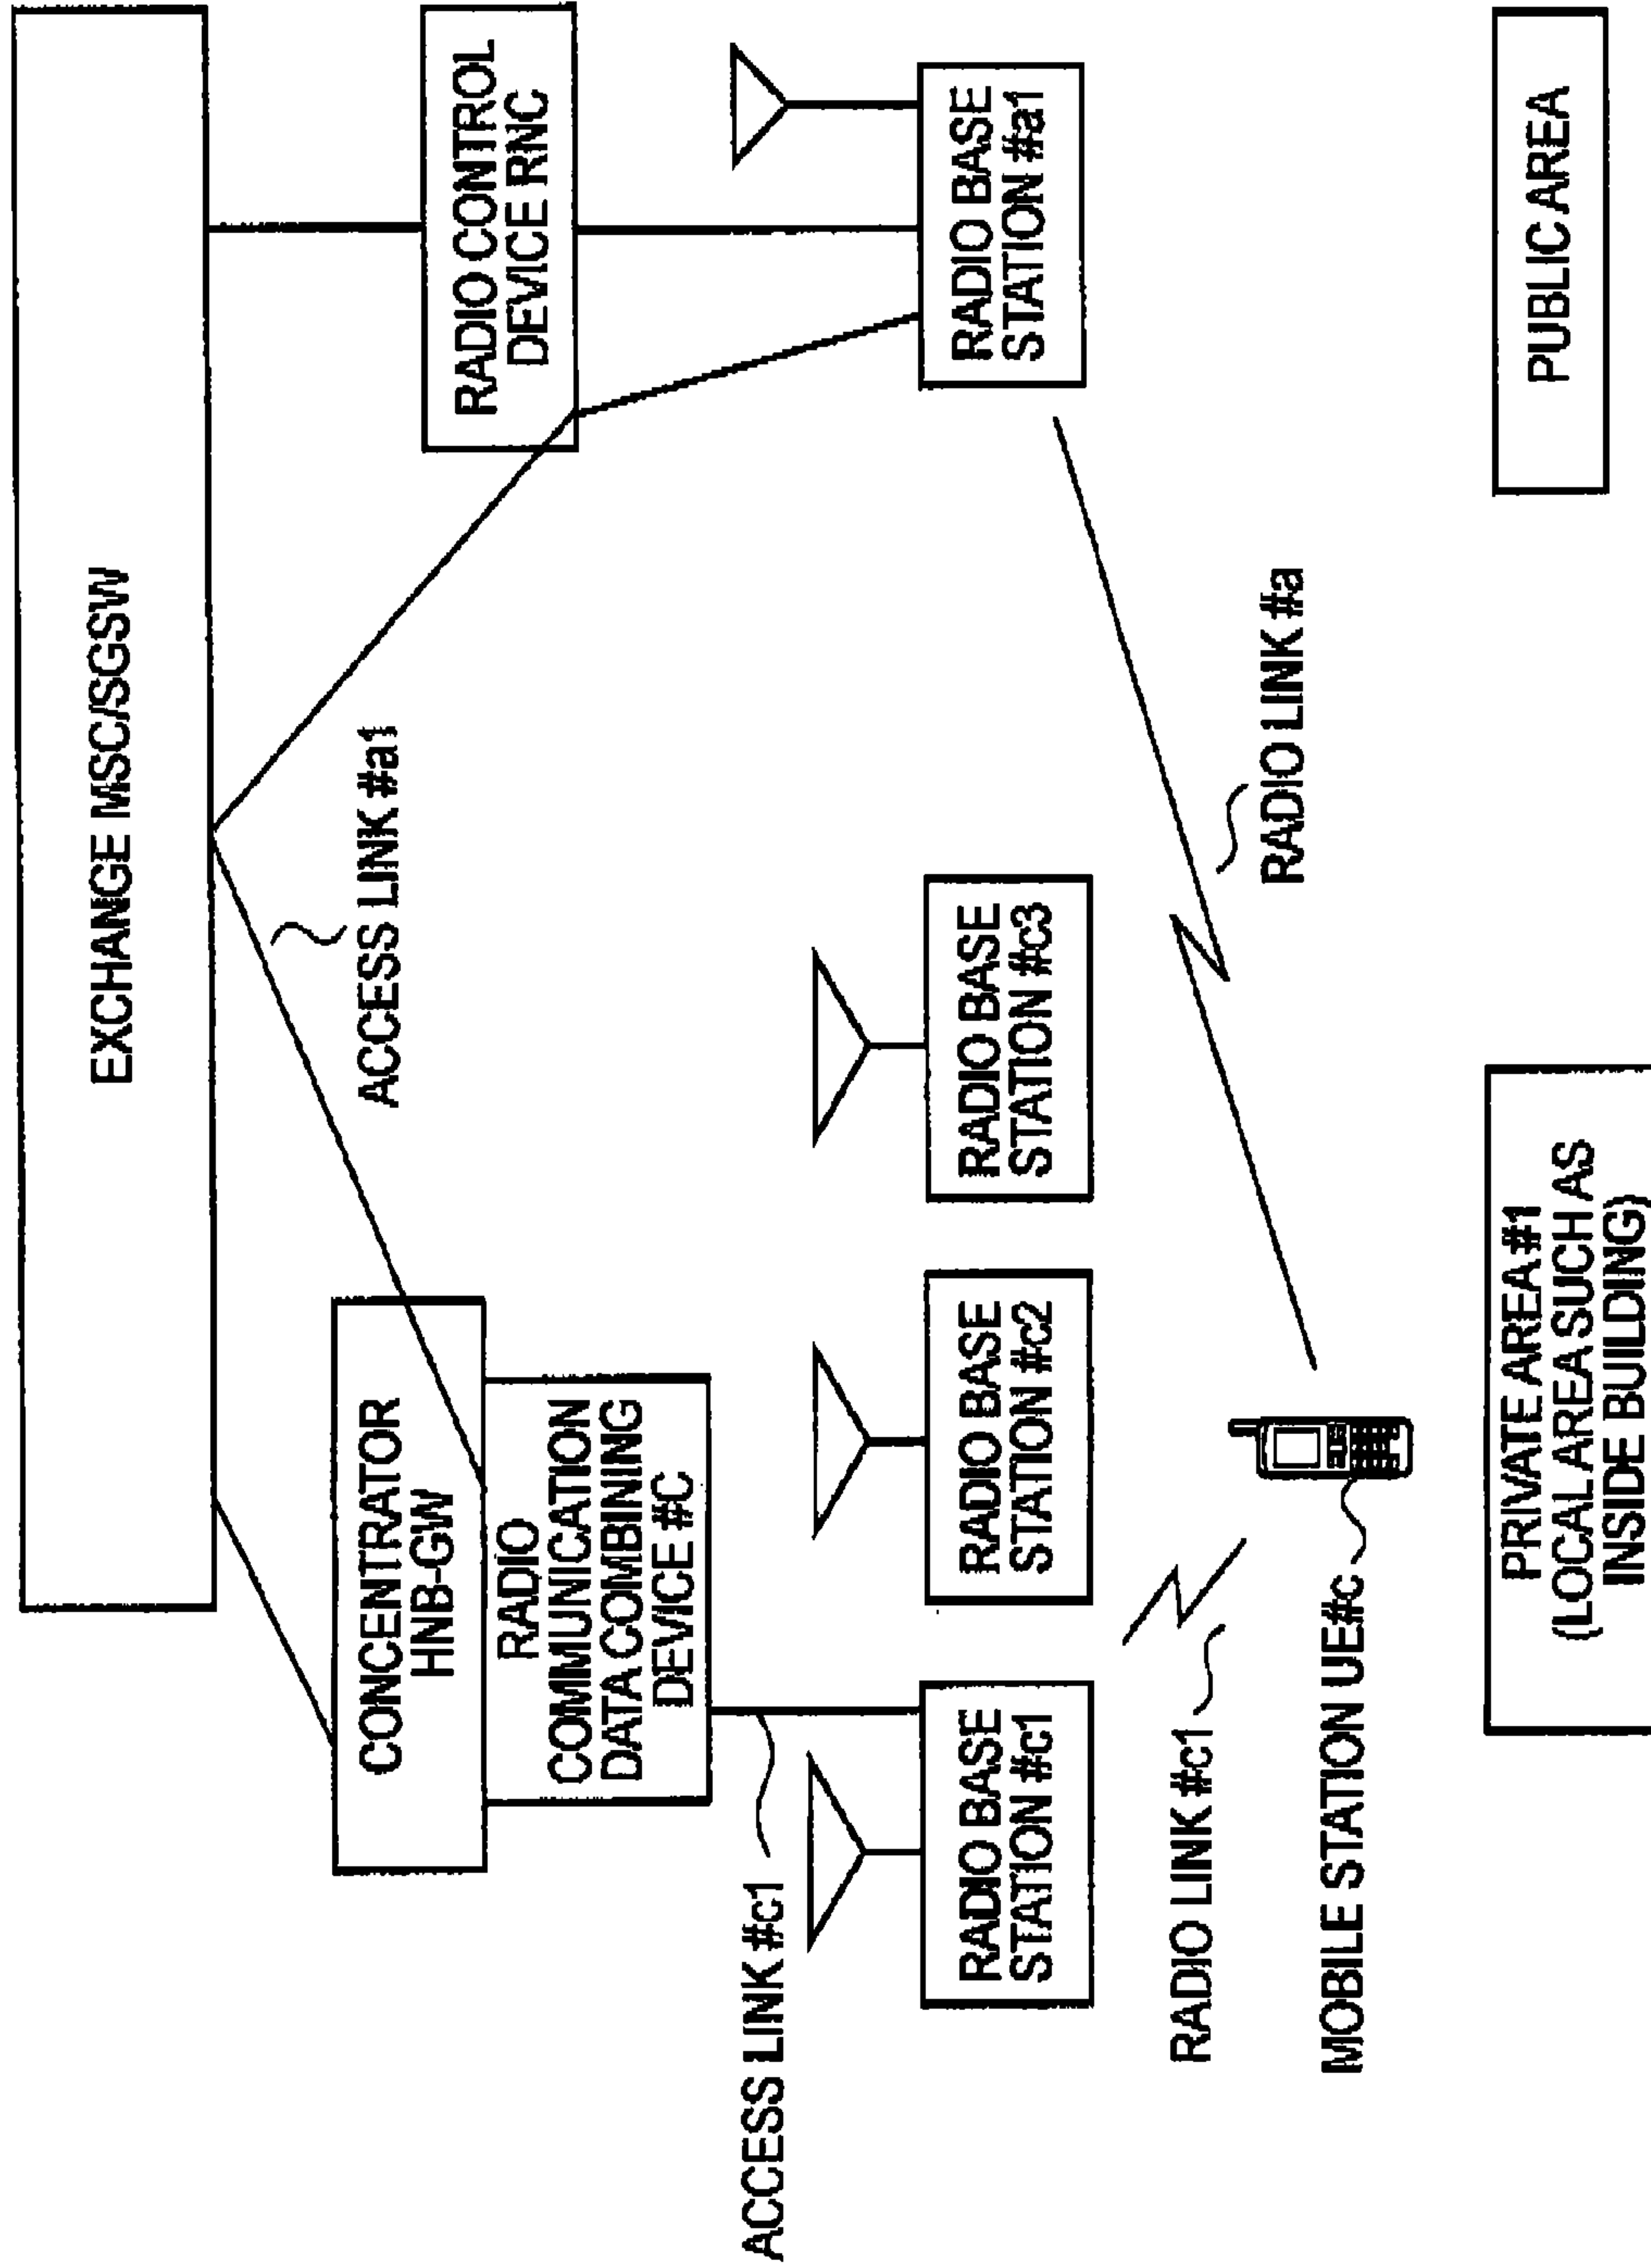 EXCHANGE MSC/SGSW
ACCESS LINK #a1
CONCENTRATOR
HNB-GW
RADIO
COMMUNICATION
DATA COMBINING
DEVICE #C
RADIO CONTROL
DEVICE RNC
ACCESS LINK #c1
RADIO BASE
STATION #c1
RADIO BASE
STATION #c2
RADIO BASE
STATION #c3
RADIO BASE
STATION #a1
RADIO LINK #c1
RADIO LINK #a
MOBILE STATION UE#c
PRIVATE AREA #1
(LOCAL AREA SUCH AS
INSIDE BUILDING)
PUBLIC AREA